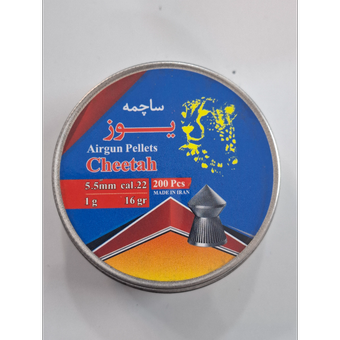 ساچمه
یوز
Airgun Pellets
Cheetah
5.5mm cal.22 200 Pcs
1 g 16 gr MADE IN IRAN